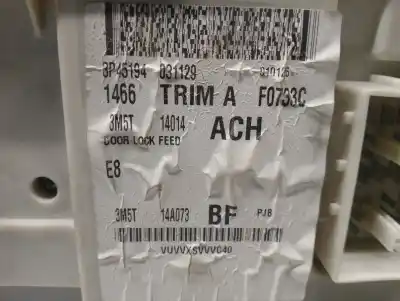 3P45194 031129 010126
1466 TRIM A F0733C
3M5T 14014 ACH
DOOR LOCK FEED
E8
3M5T 14A073 BF PJB
VUVVXSVVVC40